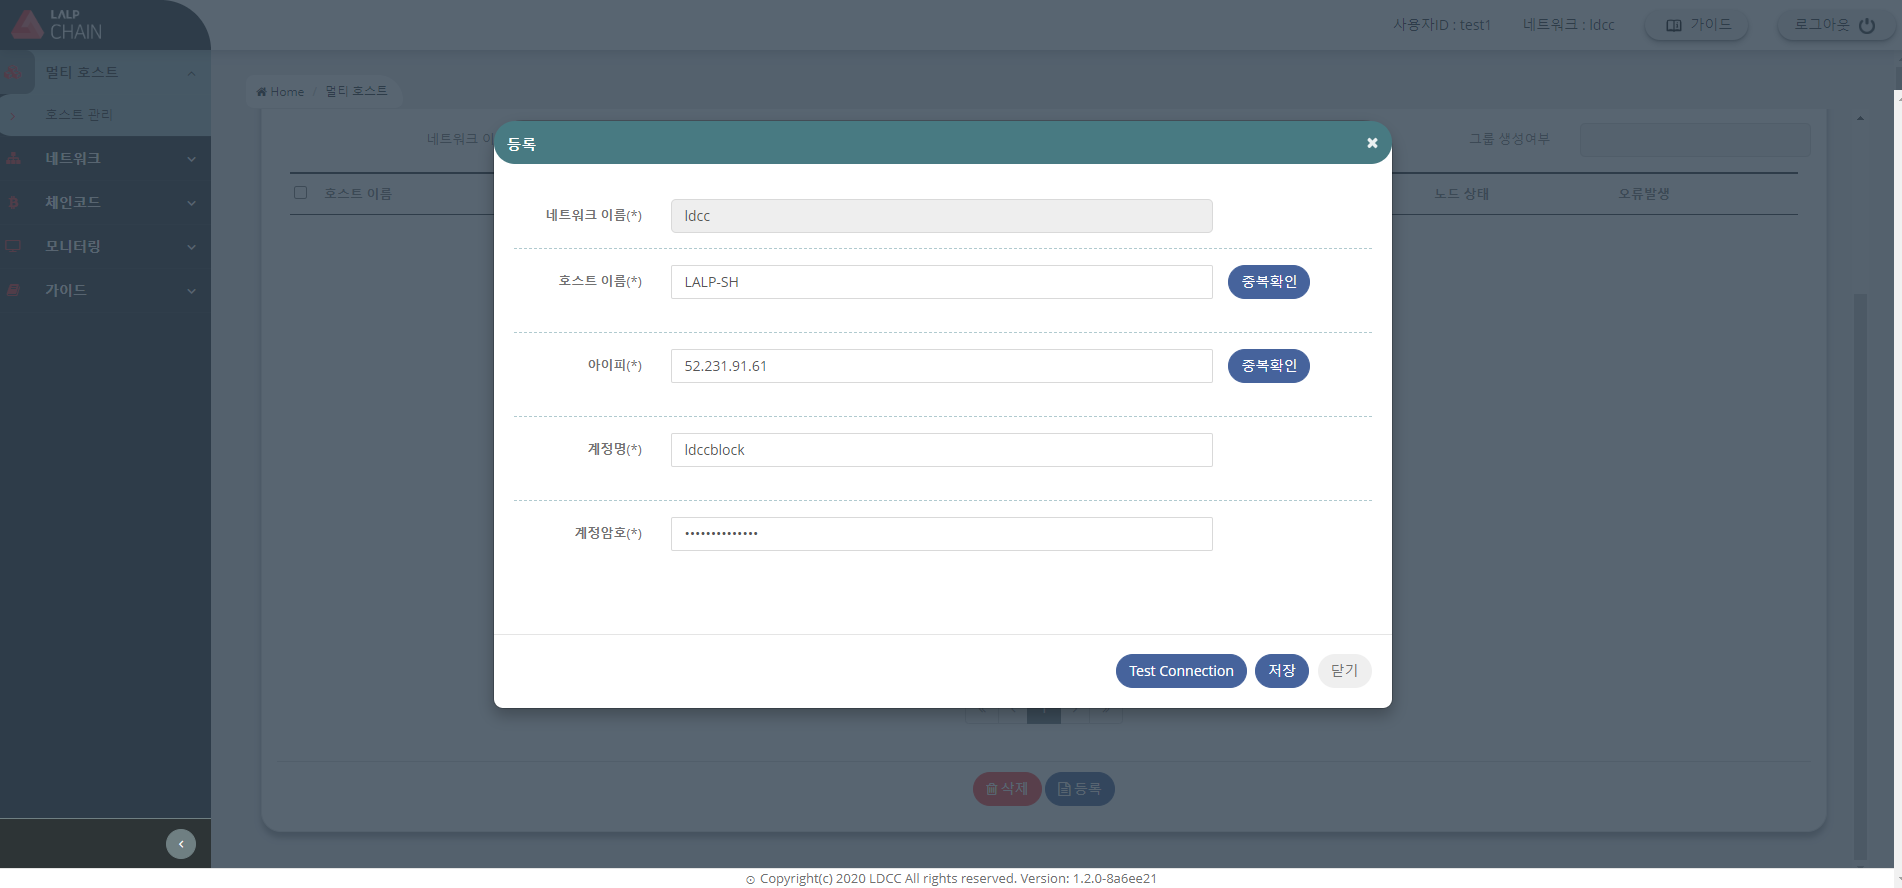 LALP
CHAIN
사용자ID : test1
네트워크 : ldcc
가이드
로그아웃
멀티 호스트
호스트 관리
네트워크
체인코드
모니터링
가이드
Home / 멀티 호스트
네트워크 이
그룹 생성여부
호스트 이름
노드 상태
오류발생
등록
네트워크 이름(*)
ldcc
호스트 이름(*)
LALP-SH
중복확인
아이피(*)
52.231.91.61
중복확인
계정명(*)
ldccblock
계정암호(*)
••••••••••••••
Test Connection
저장
닫기
삭제
등록
Copyright(c) 2020 LDCC All rights reserved. Version: 1.2.0-8a6ee21